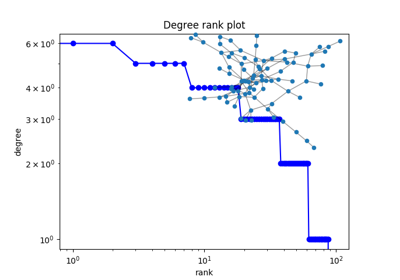 Degree rank plot
6 × 10⁰
4 × 10⁰
3 × 10⁰
2 × 10⁰
10⁰
degree
10⁰ 10¹ 10²
rank